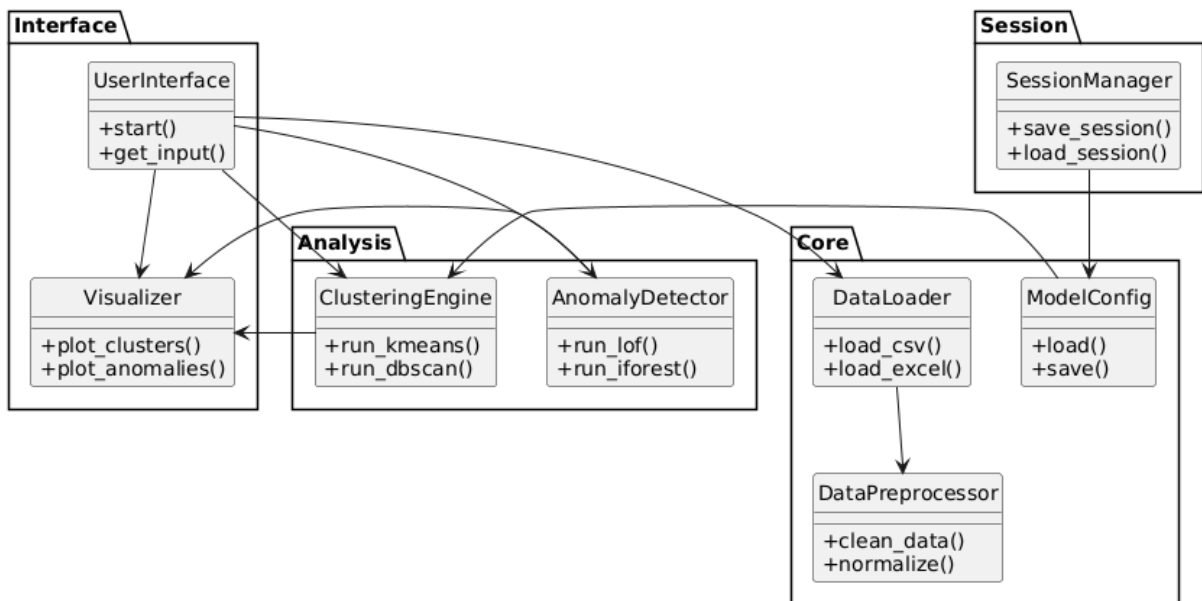 Interface
UserInterface
+start()
+get_input()
Visualizer
+plot_clusters()
+plot_anomalies()
Analysis
ClusteringEngine
+run_kmeans()
+run_dbscan()
AnomalyDetector
+run_lof()
+run_iforest()
Session
SessionManager
+save_session()
+load_session()
Core
DataLoader
+load_csv()
+load_excel()
ModelConfig
+load()
+save()
DataPreprocessor
+clean_data()
+normalize()